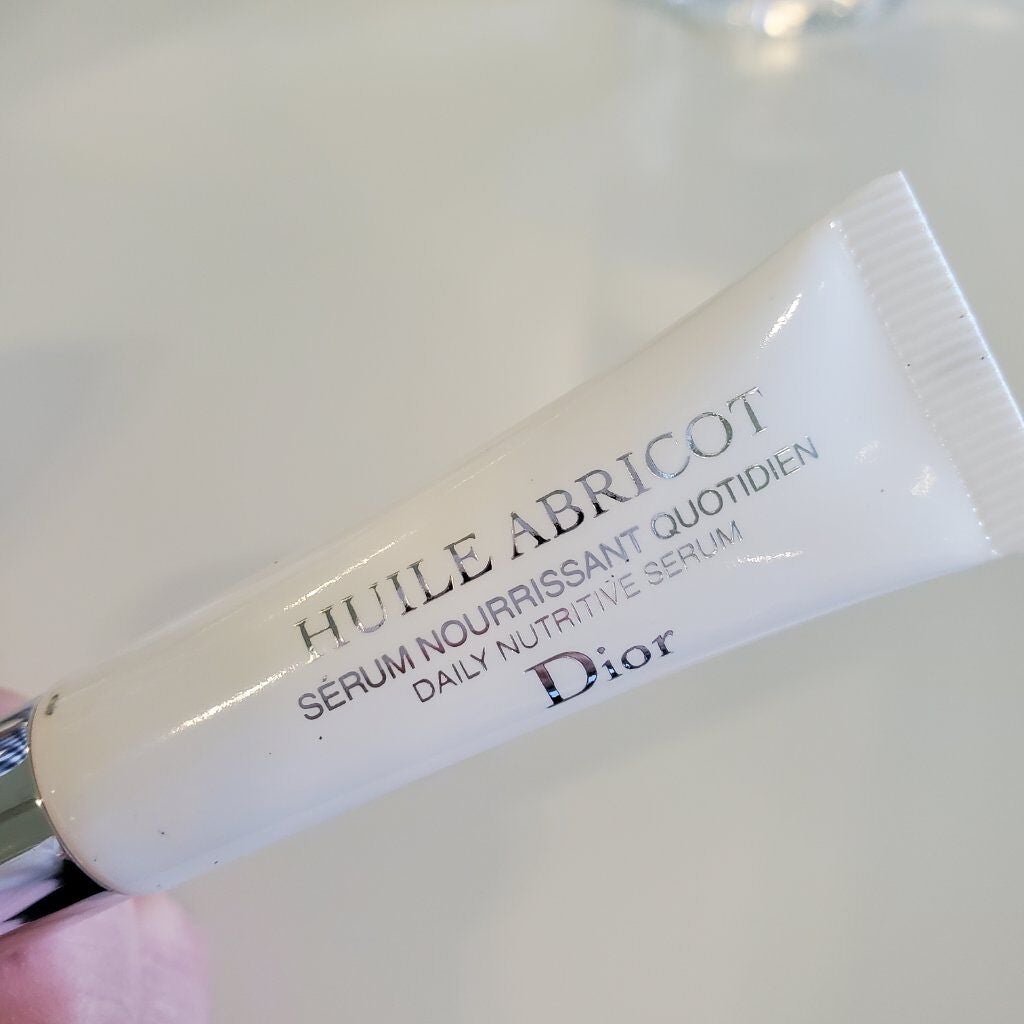 HUILE ABRICOT
SÉRUM NOURRISSANT QUOTIDIEN
DAILY NUTRITIVE SERUM
Dior